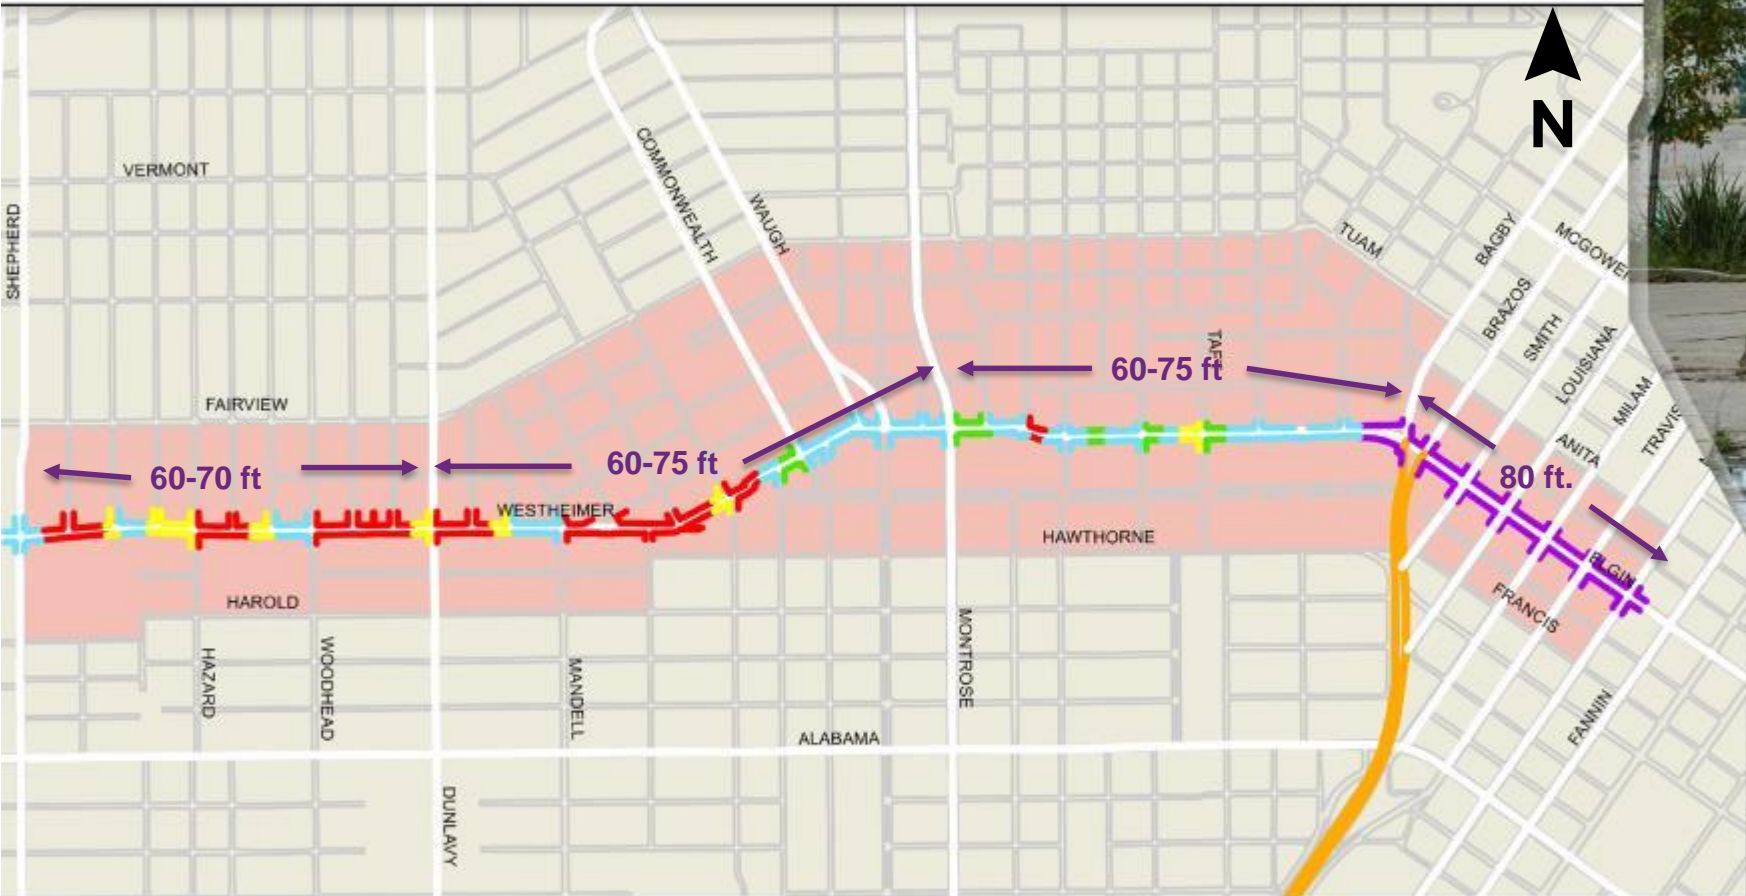 N
VERMONT
SHEPHERD
COMMONWEALTH
WAUGH
TUAM
BAGBY
MCGOWEN
BRAZOS
SMITH
LOUISIANA
MILAM
TRAVIS
TAFT
60-75 ft
FAIRVIEW
60-70 ft
60-75 ft
ANITA
80 ft.
WESTHEIMER
HAWTHORNE
ELGIN
HAROLD
FRANCIS
HAZARD
WOODHEAD
MANDELL
MONTROSE
FANNIN
ALABAMA
DUNLAVY